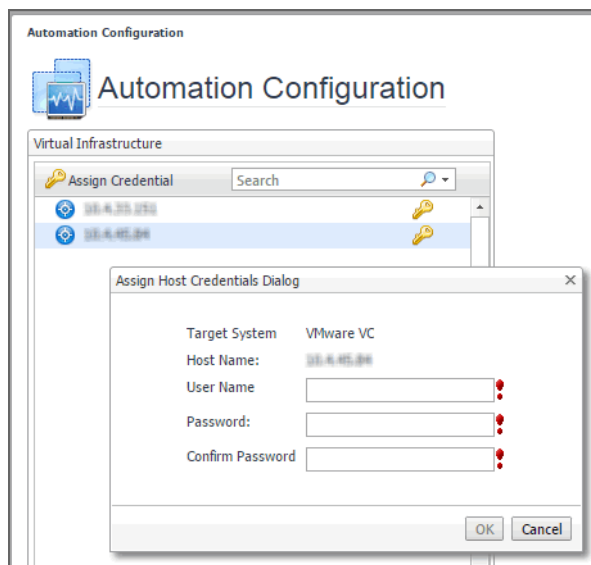 Automation Configuration
Automation Configuration
Virtual Infrastructure
Assign Credential
Search
Assign Host Credentials Dialog
Target System VMware VC
Host Name:
User Name
Password:
Confirm Password
OK Cancel